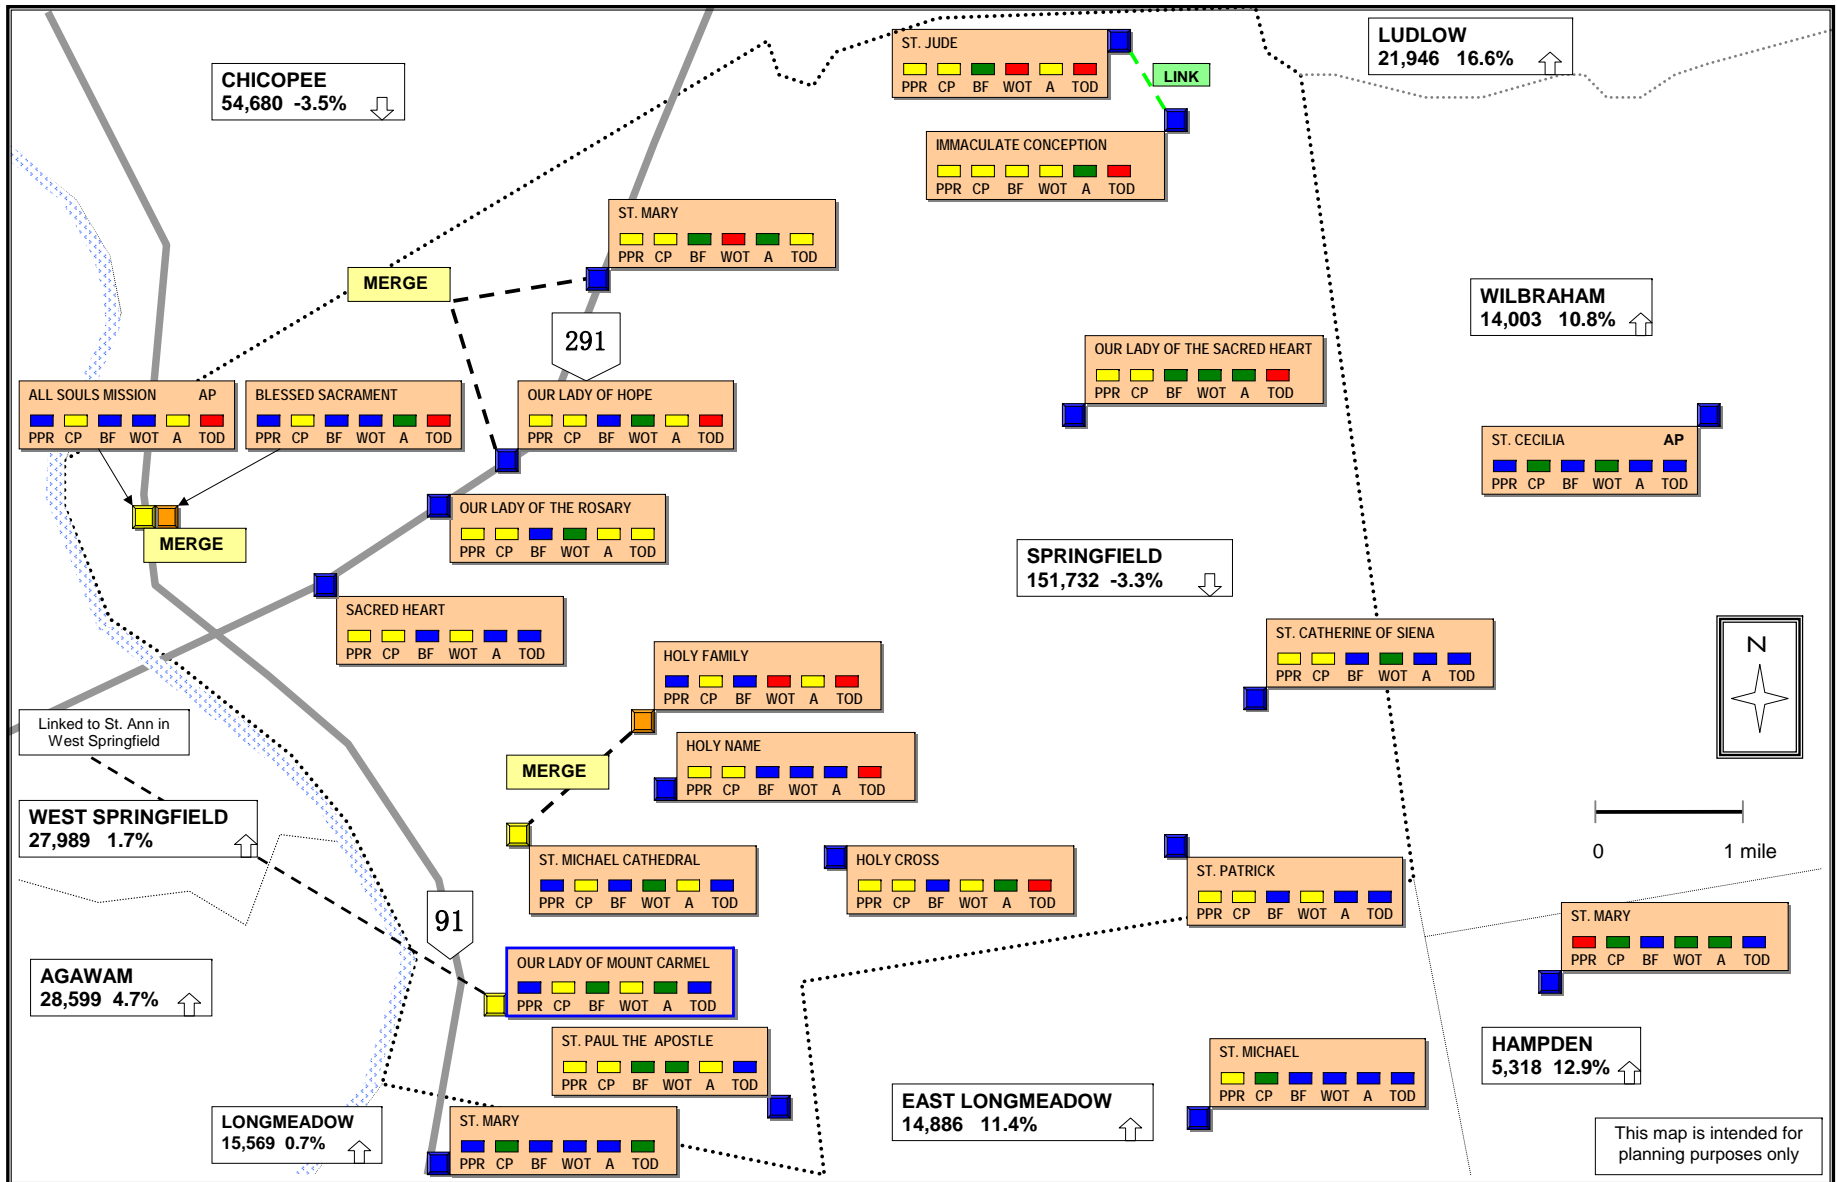 ST. JUDE
PPR CP BF WOT A TOD
LINK
LUDLOW
21,946 16.6%
CHICOPEE
54,680 -3.5%
IMMACULATE CONCEPTION
PPR CP BF WOT A TOD
ST. MARY
PPR CP BF WOT A TOD
MERGE
291
WILBRAHAM
14,003 10.8%
OUR LADY OF THE SACRED HEART
PPR CP BF WOT A TOD
ALL SOULS MISSION AP
PPR CP BF WOT A TOD
BLESSED SACRAMENT
PPR CP BF WOT A TOD
OUR LADY OF HOPE
PPR CP BF WOT A TOD
ST. CECILIA AP
PPR CP BF WOT A TOD
MERGE
OUR LADY OF THE ROSARY
PPR CP BF WOT A TOD
SPRINGFIELD
151,732 -3.3%
SACRED HEART
PPR CP BF WOT A TOD
ST. CATHERINE OF SIENA
PPR CP BF WOT A TOD
N
HOLY FAMILY
PPR CP BF WOT A TOD
Linked to St. Ann in
West Springfield
HOLY NAME
PPR CP BF WOT A TOD
MERGE
WEST SPRINGFIELD
27,989 1.7%
0 1 mile
ST. MICHAEL CATHEDRAL
PPR CP BF WOT A TOD
HOLY CROSS
PPR CP BF WOT A TOD
ST. PATRICK
PPR CP BF WOT A TOD
91
ST. MARY
PPR CP BF WOT A TOD
AGAWAM
28,599 4.7%
OUR LADY OF MOUNT CARMEL
PPR CP BF WOT A TOD
ST. PAUL THE APOSTLE
PPR CP BF WOT A TOD
ST. MICHAEL
PPR CP BF WOT A TOD
HAMPDEN
5,318 12.9%
EAST LONGMEADOW
14,886 11.4%
LONGMEADOW
15,569 0.7%
ST. MARY
PPR CP BF WOT A TOD
This map is intended for
planning purposes only